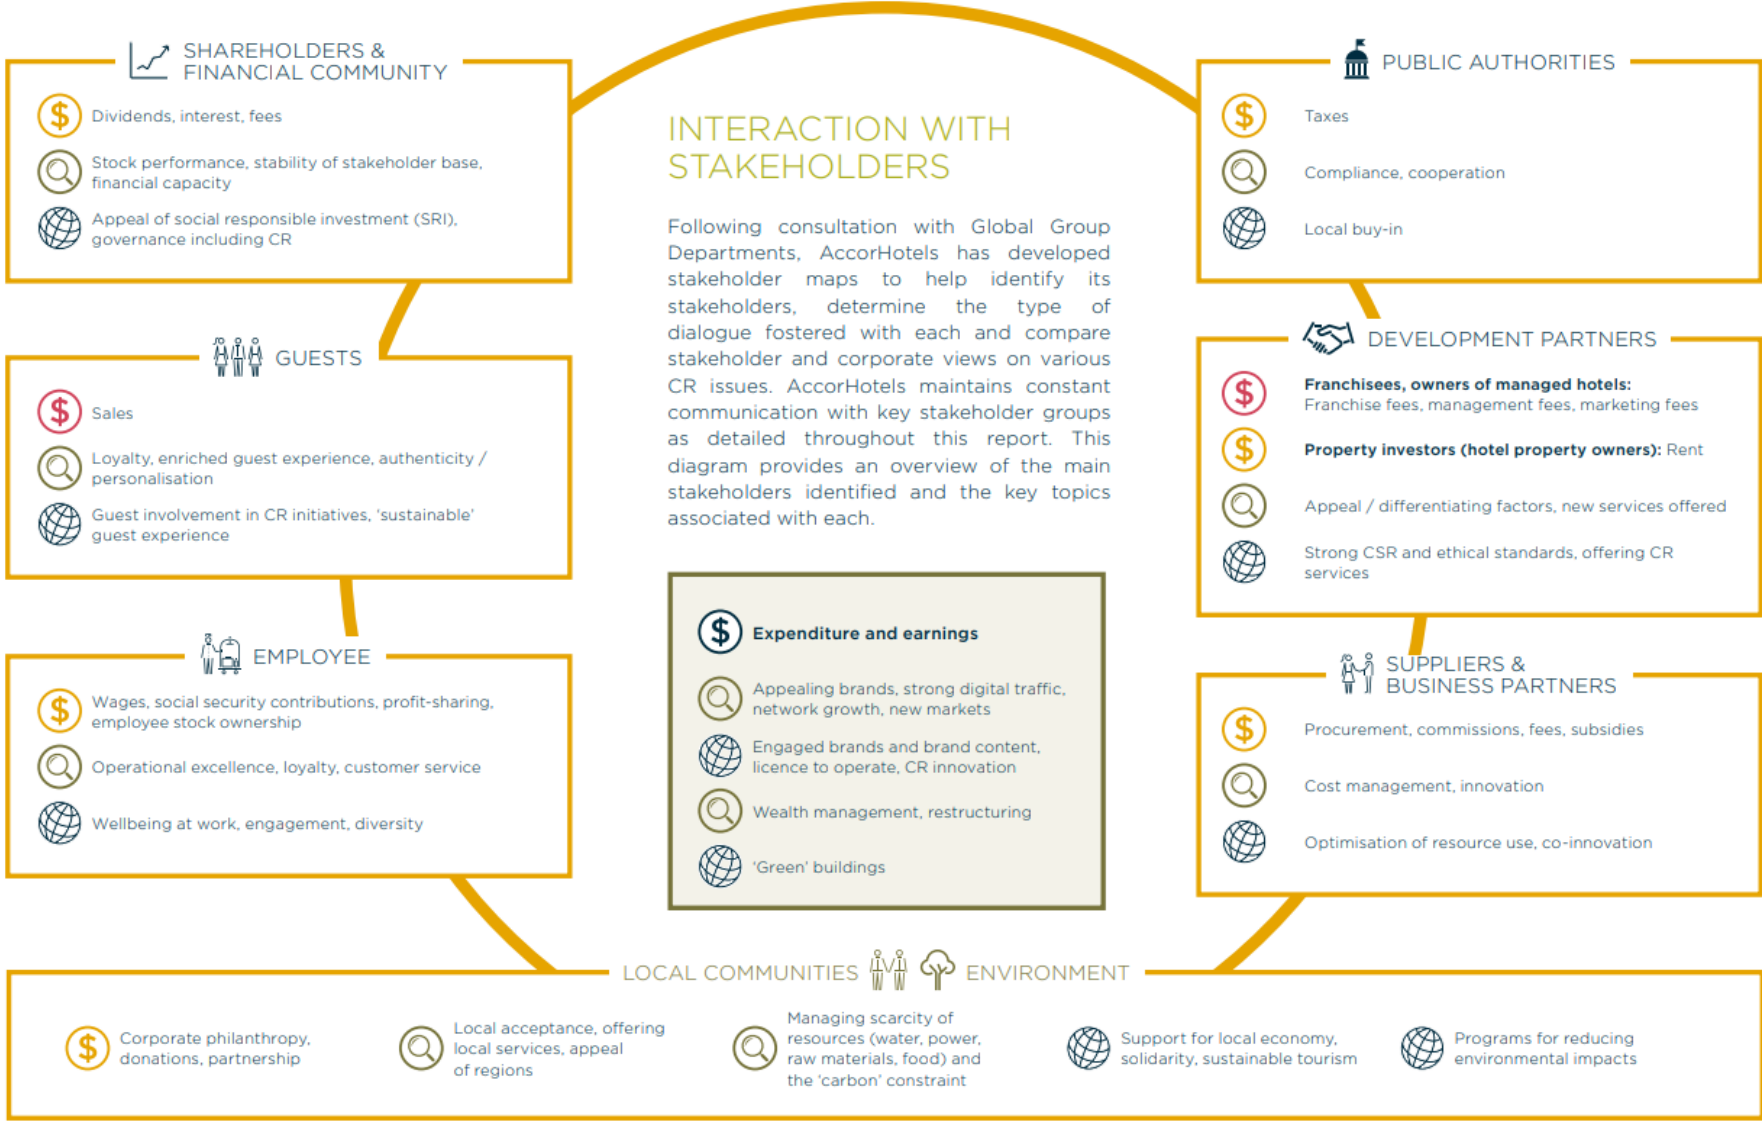 SHAREHOLDERS &
FINANCIAL COMMUNITY
Dividends, interest, fees
Stock performance, stability of stakeholder base,
financial capacity
Appeal of social responsible investment (SRI),
governance including CR
GUESTS
Sales
Loyalty, enriched guest experience, authenticity /
personalisation
Guest involvement in CR initiatives, 'sustainable'
guest experience
EMPLOYEE
Wages, social security contributions, profit-sharing,
employee stock ownership
Operational excellence, loyalty, customer service
Wellbeing at work, engagement, diversity
INTERACTION WITH
STAKEHOLDERS
Following consultation with Global Group
Departments, AccorHotels has developed
stakeholder maps to help identify its
stakeholders, determine the type of
dialogue fostered with each and compare
stakeholder and corporate views on various
CR issues. AccorHotels maintains constant
communication with key stakeholder groups
as detailed throughout this report. This
diagram provides an overview of the main
stakeholders identified and the key topics
associated with each.
$ Expenditure and earnings
Appealing brands, strong digital traffic,
network growth, new markets
Engaged brands and brand content,
licence to operate, CR innovation
Wealth management, restructuring
'Green' buildings
PUBLIC AUTHORITIES
Taxes
Compliance, cooperation
Local buy-in
DEVELOPMENT PARTNERS
Franchisees, owners of managed hotels:
Franchise fees, management fees, marketing fees
Property investors (hotel property owners): Rent
Appeal / differentiating factors, new services offered
Strong CSR and ethical standards, offering CR
services
SUPPLIERS &
BUSINESS PARTNERS
Procurement, commissions, fees, subsidies
Cost management, innovation
Optimisation of resource use, co-innovation
LOCAL COMMUNITIES ENVIRONMENT
Corporate philanthropy,
donations, partnership
Local acceptance, offering
local services, appeal
of regions
Managing scarcity of
resources (water, power,
raw materials, food) and
the 'carbon' constraint
Support for local economy,
solidarity, sustainable tourism
Programs for reducing
environmental impacts